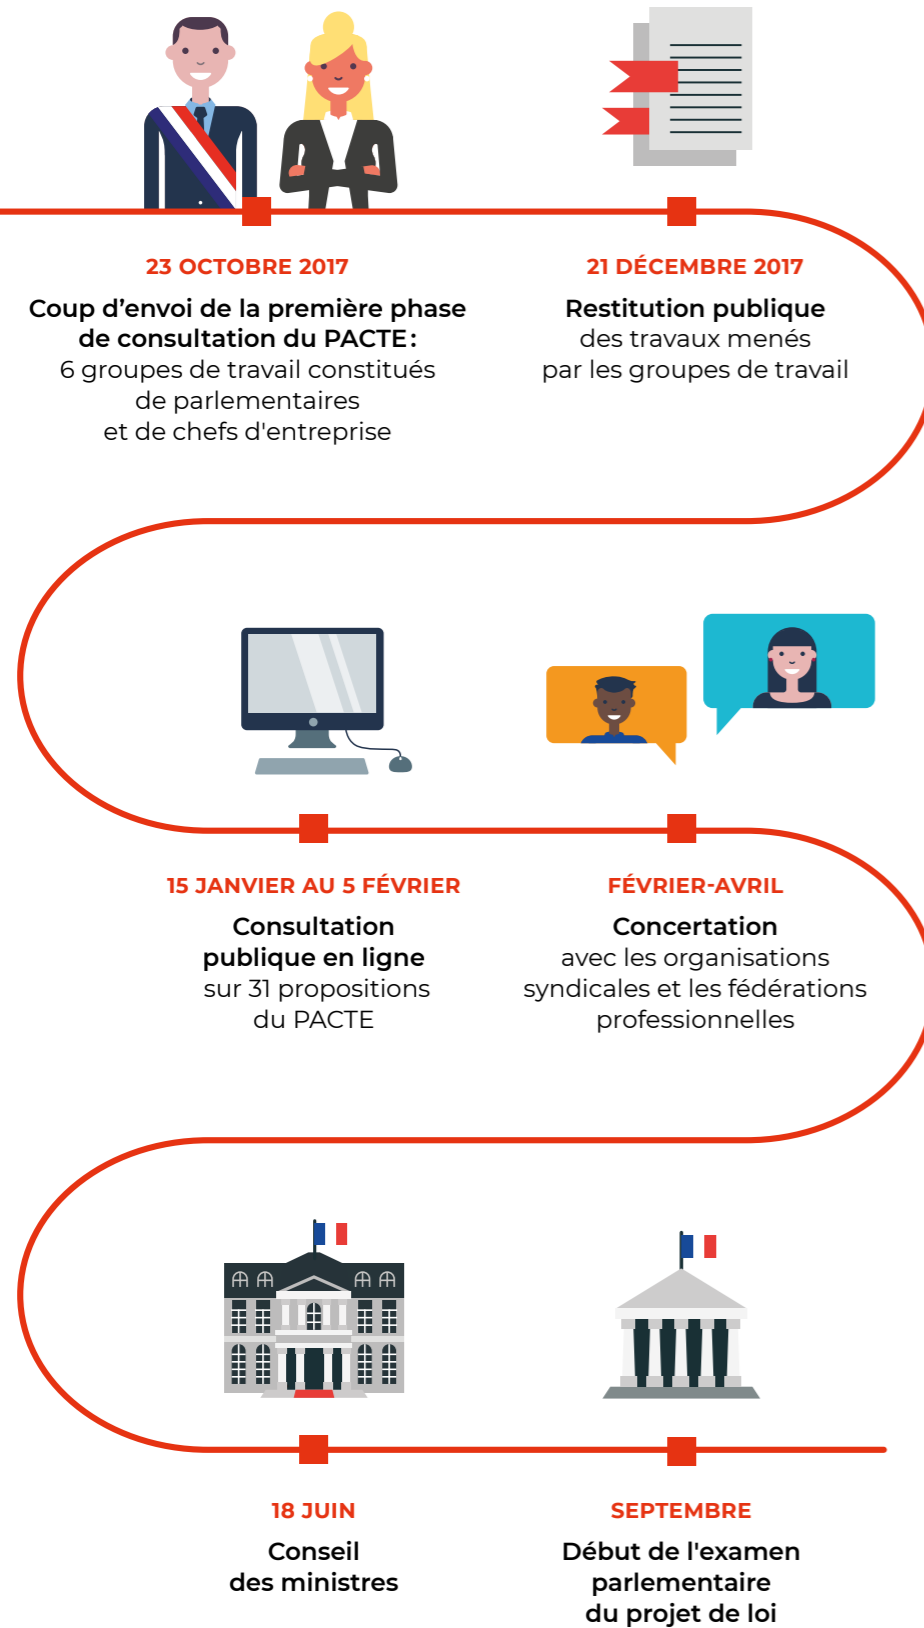 23 OCTOBRE 2017
Coup d’envoi de la première phase
de consultation du PACTE :
6 groupes de travail constitués
de parlementaires
et de chefs d'entreprise
21 DÉCEMBRE 2017
Restitution publique
des travaux menés
par les groupes de travail
15 JANVIER AU 5 FÉVRIER
Consultation
publique en ligne
sur 31 propositions
du PACTE
FÉVRIER-AVRIL
Concertation
avec les organisations
syndicales et les fédérations
professionnelles
18 JUIN
Conseil
des ministres
SEPTEMBRE
Début de l'examen
parlementaire
du projet de loi